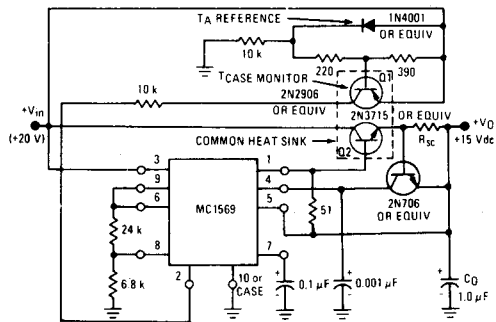 TA REFERENCE
1N4001
OR EQUIV
10 k
220
390
TCASE MONITOR
Q1
10 k
2N2906
OR EQUIV
2N3715
OR EQUIV
+Vin
(+20 V)
COMMON HEAT SINK
Q2
RSC
+VO
+15 Vdc
3
9
6
8
2
MC1569
1
4
5
7
10 or
CASE
51
2N706
OR EQUIV
24 k
6.8 k
0.1 µF
0.001 µF
CO
1.0 µF
+
−
+
−
+
−